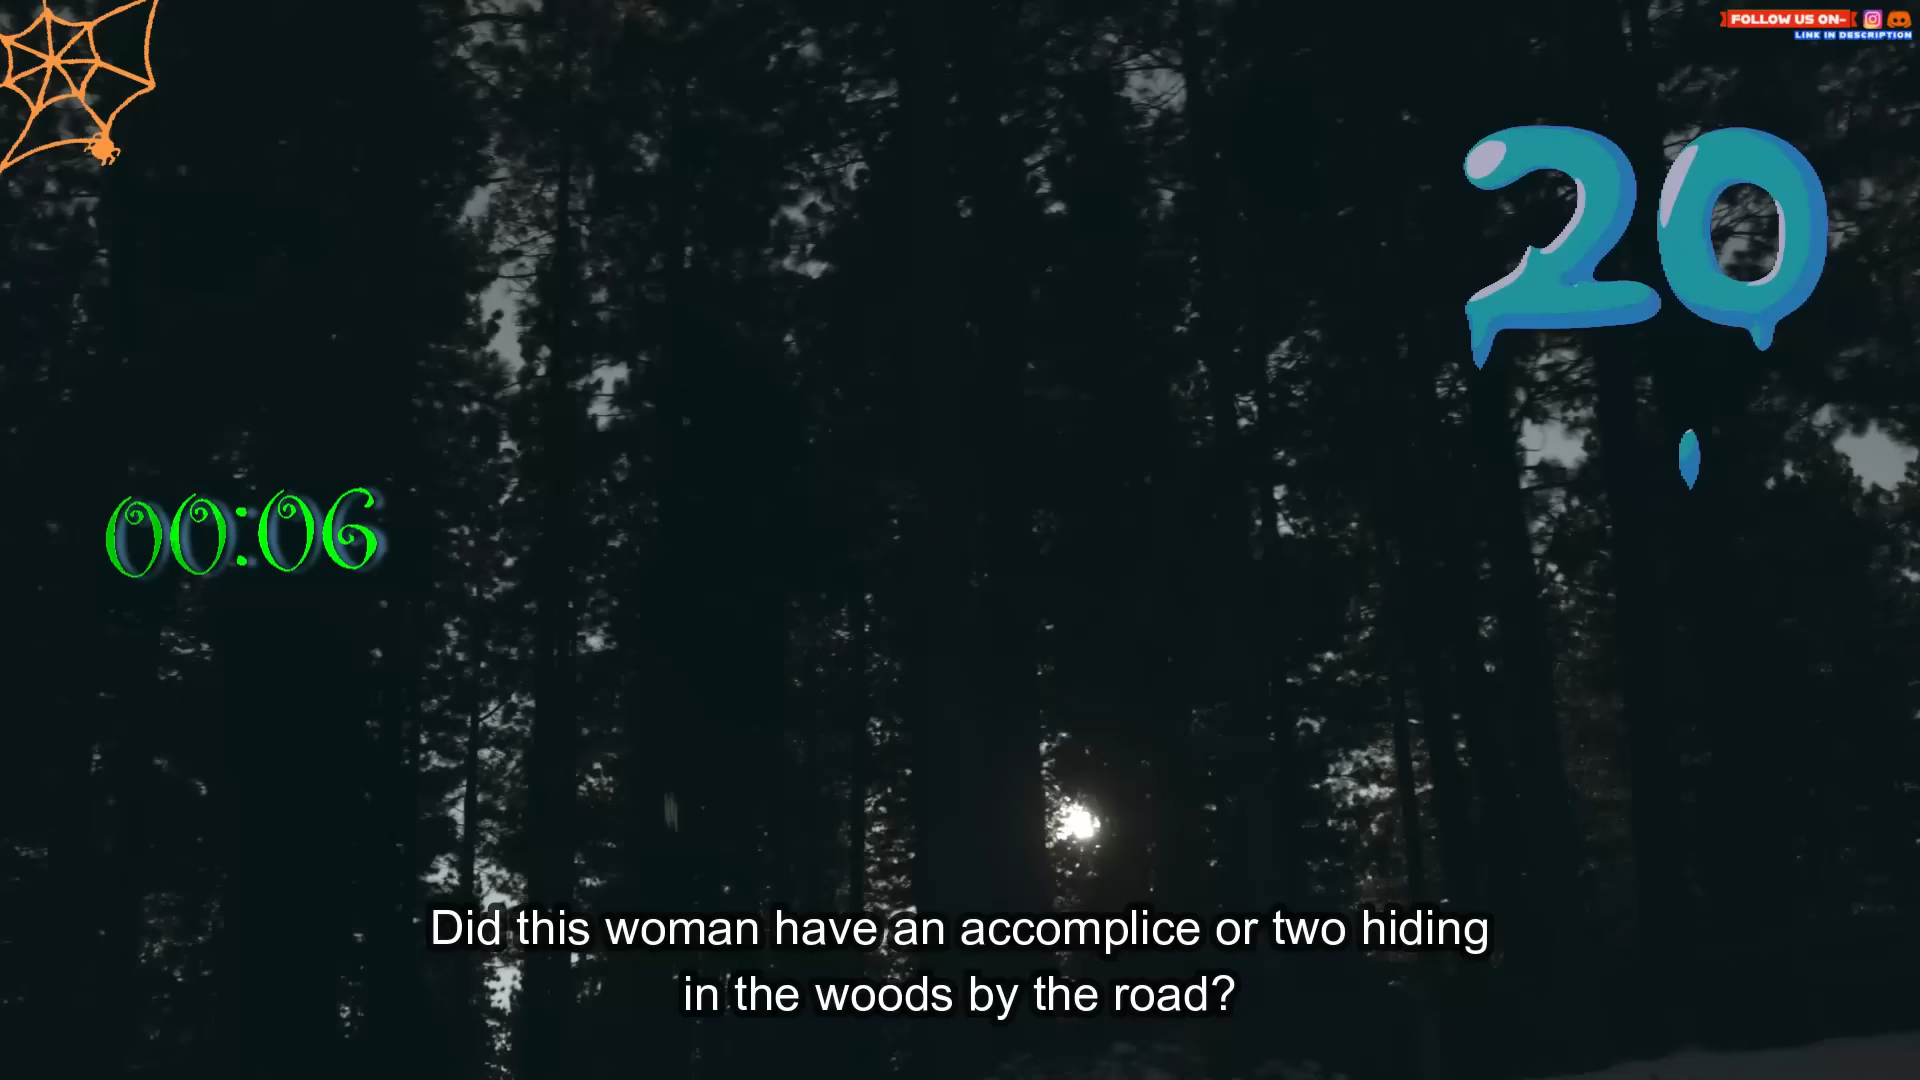 FOLLOW US ON-
LINK IN DESCRIPTION
20
00:06
Did this woman have an accomplice or two hiding
in the woods by the road?